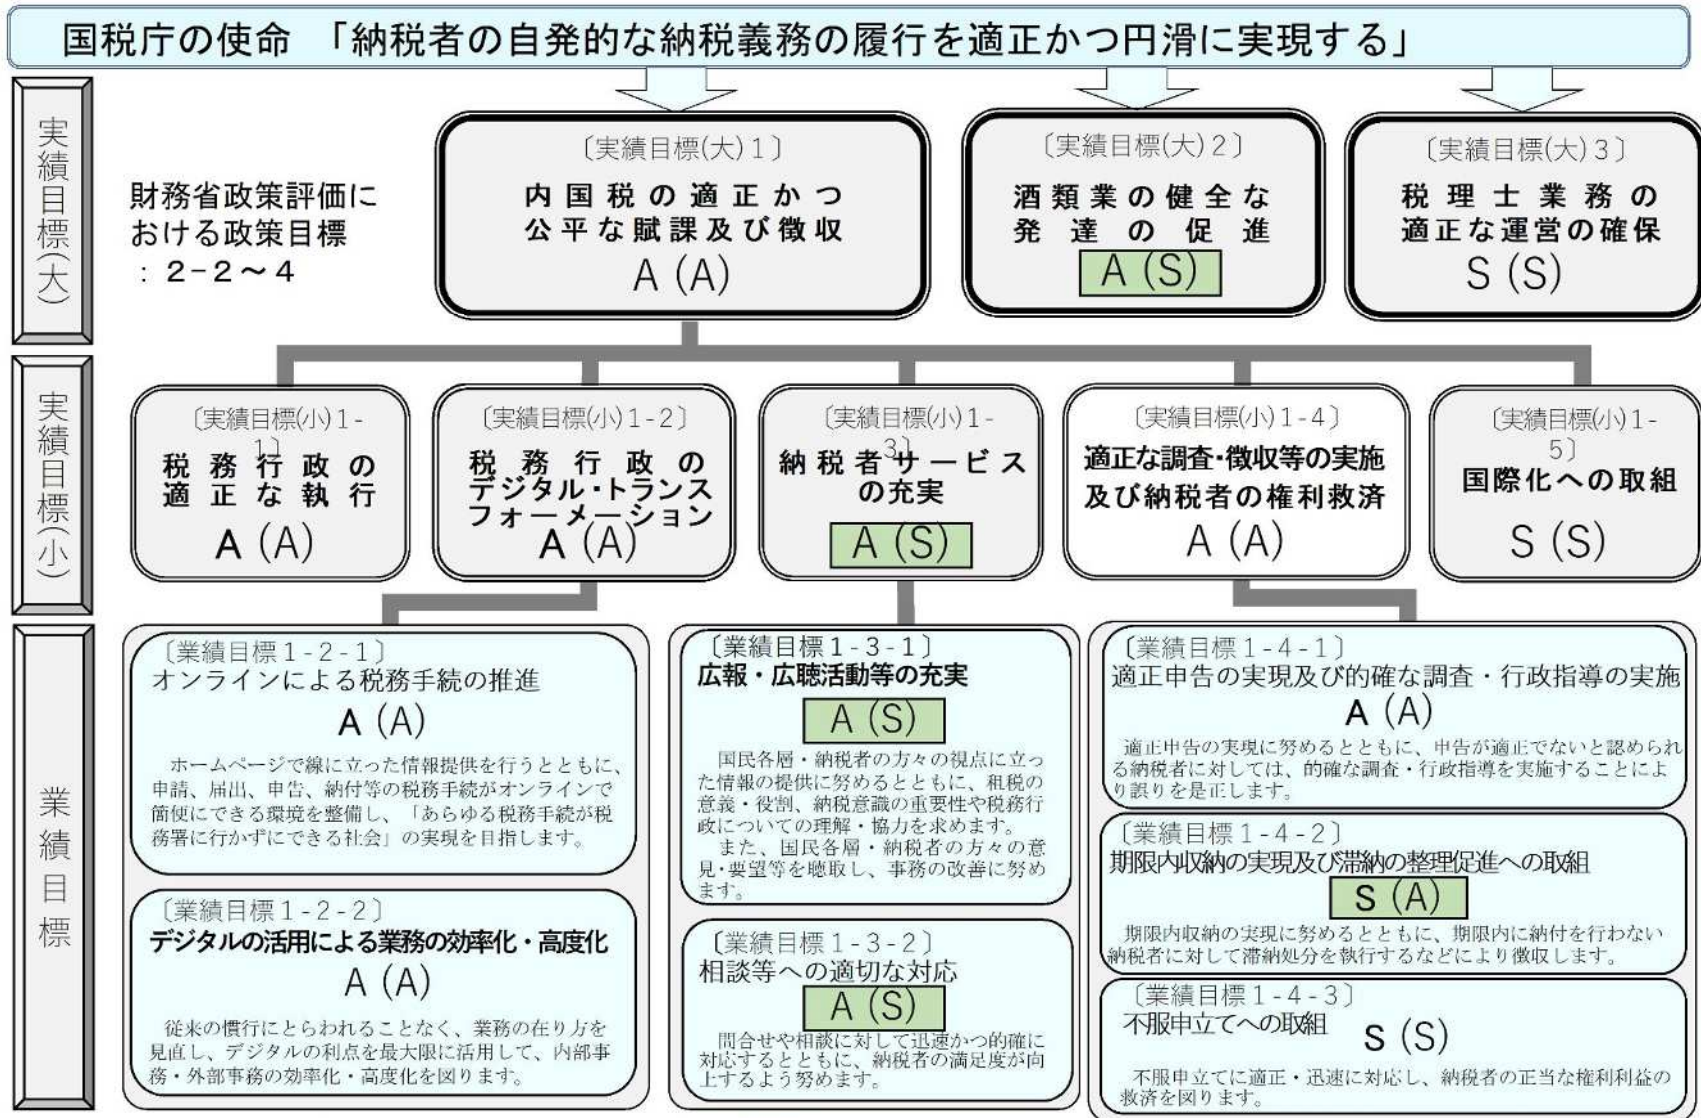 国税庁の使命 「納税者の自発的な納税義務の履行を適正かつ円滑に実現する」
実績目標(大)
財務省政策評価に
おける政策目標
：２-２～４
〔実績目標(大)１〕
内国税の適正かつ
公平な賦課及び徴収
A（A）
〔実績目標(大)２〕
酒類業の健全な
発達の促進
A（S）
〔実績目標(大)３〕
税理士業務の
適正な運営の確保
S（S）
実績目標(小)
〔実績目標(小)１-
１〕
税務行政の
適正な執行
A（A）
〔実績目標(小)１-２〕
税務行政の
デジタル・トランス
フォーメーション
A（A）
〔実績目標(小)１-
３〕
納税者サービス
の充実
A（S）
〔実績目標(小)１-４〕
適正な調査・徴収等の実施
及び納税者の権利救済
A（A）
〔実績目標(小)１-
５〕
国際化への取組
S（S）
業績目標
〔業績目標１-２-１〕
オンラインによる税務手続の推進
A（A）
ホームページで線に立った情報提供を行うとともに、
申請、届出、申告、納付等の税務手続がオンラインで
簡便にできる環境を整備し、「あらゆる税務手続が税
務署に行かずにできる社会」の実現を目指します。
〔業績目標１-２-２〕
デジタルの活用による業務の効率化・高度化
A（A）
従来の慣行にとらわれることなく、業務の在り方を
見直し、デジタルの利点を最大限に活用して、内部事
務・外部事務の効率化・高度化を図ります。
〔業績目標１-３-１〕
広報・広聴活動等の充実
A（S）
国民各層・納税者の方々の視点に立っ
た情報の提供に努めるとともに、租税の
意義・役割、納税意識の重要性や税務行
政についての理解・協力を求めます。
また、国民各層・納税者の方々の意
見・要望等を聴取し、事務の改善に努め
ます。
〔業績目標１-３-２〕
相談等への適切な対応
A（S）
問合せや相談に対して迅速かつ的確に
対応するとともに、納税者の満足度が向
上するよう努めます。
〔業績目標１-４-１〕
適正申告の実現及び的確な調査・行政指導の実施
A（A）
適正申告の実現に努めるとともに、申告が適正でないと認められ
る納税者に対しては、的確な調査・行政指導を実施することによ
り誤りを是正します。
〔業績目標１-４-２〕
期限内収納の実現及び滞納の整理促進への取組
S（A）
期限内収納の実現に努めるとともに、期限内に納付を行わない
納税者に対して滞納処分を執行するなどにより徴収します。
〔業績目標１-４-３〕
不服申立てへの取組
S（S）
不服申立てに適正・迅速に対応し、納税者の正当な権利利益の
救済を図ります。